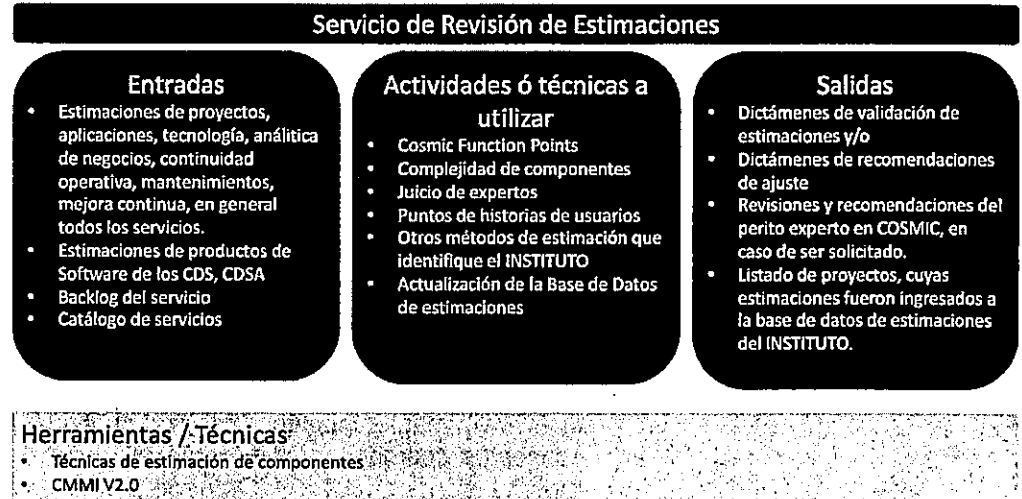 Servicio de Revisión de Estimaciones
Entradas
• Estimaciones de proyectos,
aplicaciones, tecnología, análitica
de negocios, continuidad
operativa, mantenimientos,
mejora continua, en general
todos los servicios.
• Estimaciones de productos de
Software de los CDS, CDSA
• Backlog del servicio
• Catálogo de servicios
Actividades ó técnicas a
utilizar
• Cosmic Function Points
• Complejidad de componentes
• Juicio de expertos
• Puntos de historias de usuarios
• Otros métodos de estimación que
identifique el INSTITUTO
• Actualización de la Base de Datos
de estimaciones
Salidas
• Dictámenes de validación de
estimaciones y/o
• Dictámenes de recomendaciones
de ajuste
• Revisiones y recomendaciones del
perito experto en COSMIC, en
caso de ser solicitado.
• Listado de proyectos, cuyas
estimaciones fueron ingresados a
la base de datos de estimaciones
del INSTITUTO.
Herramientas / Técnicas
• Técnicas de estimación de componentes
• CMMI V2.0